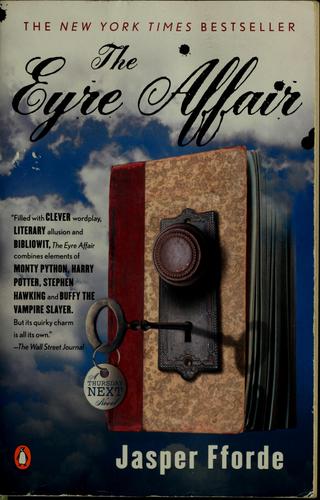 THE NEW YORK TIMES BESTSELLER
The
Eyre Affair
"Filled with CLEVER wordplay,
LITERARY allusion and
BIBLIOWIT, The Eyre Affair
combines elements of
MONTY PYTHON, HARRY
POTTER, STEPHEN
HAWKING and BUFFY THE
VAMPIRE SLAYER.
But its quirky charm
is all its own."
—The Wall Street Journal
A
THURSDAY
NEXT
Novel
Jasper Fforde